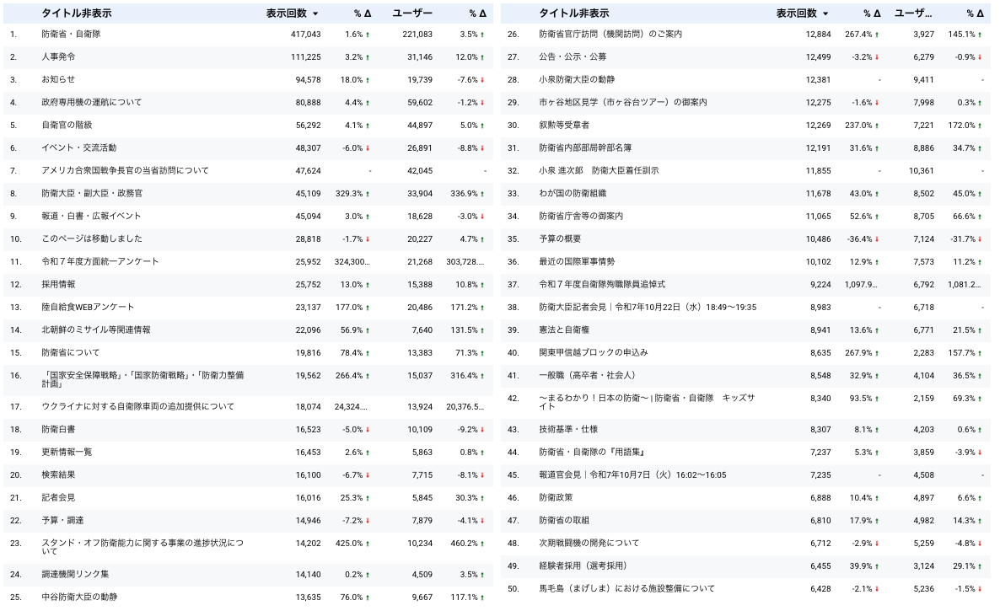 タイトル非表示 表示回数 % Δ ユーザー % Δ
1. 防衛省・自衛隊 417,043 1.6% 221,083 3.5%
2. 人事発令 111,225 3.2% 31,146 12.0%
3. お知らせ 94,578 18.0% 19,739 -7.6%
4. 政府専用機の運航について 80,888 4.4% 59,602 -1.2%
5. 自衛官の階級 56,292 4.1% 44,897 5.0%
6. イベント・交流活動 48,307 -6.0% 26,891 -8.8%
7. アメリカ合衆国戦争長官の当省訪問について 47,624 - 42,045 -
8. 防衛大臣・副大臣・政務官 45,109 329.3% 33,904 336.9%
9. 報道・白書・広報イベント 45,094 3.0% 18,628 -3.0%
10. このページは移動しました 28,818 -1.7% 20,227 4.7%
11. 令和７年度方面統一アンケート 25,952 324,300... 21,268 303,728....
12. 採用情報 25,752 13.0% 15,388 10.8%
13. 陸自給食WEBアンケート 23,137 177.0% 20,486 171.2%
14. 北朝鮮のミサイル等関連情報 22,096 56.9% 7,640 131.5%
15. 防衛省について 19,816 78.4% 13,383 71.3%
16. 「国家安全保障戦略」・「国家防衛戦略」・「防衛力整備 19,562 266.4% 15,037 316.4%
計画」
17. ウクライナに対する自衛隊車両の追加提供について 18,074 24,324.... 13,924 20,376.5...
18. 防衛白書 16,523 -5.0% 10,109 -9.2%
19. 更新情報一覧 16,453 2.6% 5,863 0.8%
20. 検索結果 16,100 -6.7% 7,715 -8.1%
21. 記者会見 16,016 25.3% 5,845 30.3%
22. 予算・調達 14,946 -7.2% 7,879 -4.1%
23. スタンド・オフ防衛能力に関する事業の進捗状況につ 14,202 425.0% 10,234 460.2%
いて
24. 調達機関リンク集 14,140 0.2% 4,509 3.5%
25. 中谷防衛大臣の動静 13,635 76.0% 9,667 117.1%
タイトル非表示 表示回数 % Δ ユーザ... % Δ
26. 防衛省官庁訪問（機関訪問）のご案内 12,884 267.4% 3,927 145.1%
27. 公告・公示・公募 12,499 -3.2% 6,279 -0.9%
28. 小泉防衛大臣の動静 12,381 - 9,411 -
29. 市ヶ谷地区見学（市ヶ谷台ツアー）の御案内 12,275 -1.6% 7,998 0.3%
30. 叙勲等受章者 12,269 237.0% 7,221 172.0%
31. 防衛省内部部局幹部名簿 12,191 31.6% 8,886 34.7%
32. 小泉 進次郎　防衛大臣着任訓示 11,855 - 10,361 -
33. わが国の防衛組織 11,678 43.0% 8,502 45.0%
34. 防衛省庁舎等の御案内 11,065 52.6% 8,705 66.6%
35. 予算の概要 10,486 -36.4% 7,124 -31.7%
36. 最近の国際軍事情勢 10,102 12.9% 7,573 11.2%
37. 令和７年度自衛隊殉職隊員追悼式 9,224 1,097.9... 6,792 1,081.2...
38. 防衛大臣記者会見｜令和7年10月22日（水）18:49〜19:35 8,983 - 6,718 -
39. 憲法と自衛権 8,941 13.6% 6,771 21.5%
40. 関東甲信越ブロックの申込み 8,635 267.9% 2,283 157.7%
41. 一般職（高卒者・社会人） 8,548 32.9% 4,104 36.5%
42. 〜まるわかり！日本の防衛〜 | 防衛省・自衛隊　キッズサ 8,340 93.5% 2,159 69.3%
イト
43. 技術基準・仕様 8,307 8.1% 4,203 0.6%
44. 防衛省・自衛隊の『用語集』 7,237 5.3% 3,859 -3.9%
45. 報道官会見｜令和7年10月7日（火）16:02〜16:05 7,235 - 4,508 -
46. 防衛政策 6,888 10.4% 4,897 6.6%
47. 防衛省の取組 6,810 17.9% 4,982 14.3%
48. 次期戦闘機の開発について 6,712 -2.9% 5,259 -4.8%
49. 経験者採用（選考採用） 6,455 39.9% 3,124 29.1%
50. 馬毛島（まげしま）における施設整備について 6,428 -2.1% 5,236 -1.5%